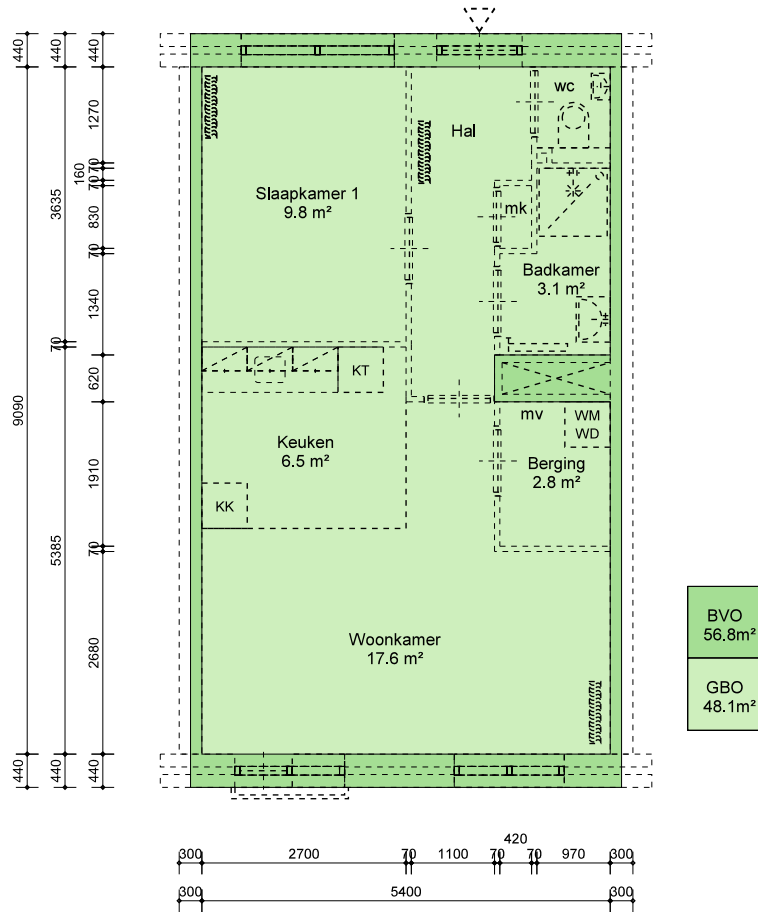 wc
Hal
Slaapkamer 1
9.8 m²
mk
Badkamer
3.1 m²
KT
mv
WM
WD
Keuken
6.5 m²
Berging
2.8 m²
KK
Woonkamer
17.6 m²
BVO
56.8m²
GBO
48.1m²
440
9090
440
440
3635
70
5385
440
440
1270
70
160
70
830
70
1340
620
1910
70
2680
440
420
300
2700
70
1100
70
70
970
300
300
5400
300